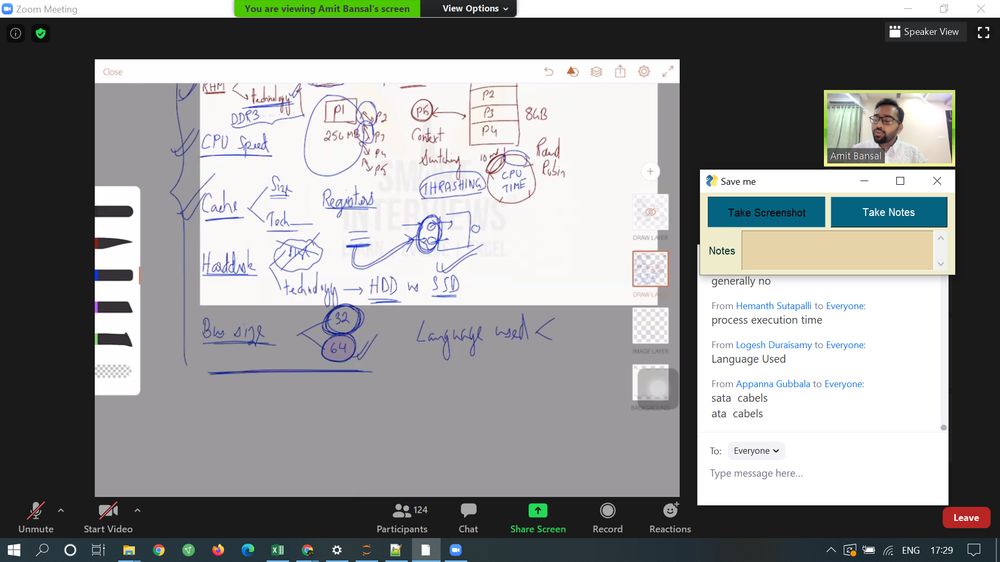 Zoom Meeting
You are viewing Amit Bansal's screen
View Options
Speaker View
Close
RAM
technology
DDR3......
P1
256 MB
P2
P3
P4
P5
P5
Context
Switching
P2
P3
P4
8GB
10 ms
CPU
TIME
Round
Robin
CPU Speed
THRASHING
Cache
Size
Tech
Registers
SMART
INTERVIEWS
LEARN | EVOLVE | EXCEL
Harddisk
technology → HDD vs SSD
Bus size
32
64
Language used <
DRAW LAYER
DRAW LAYER
IMAGE LAYER
BACKGROUND
Amit Bansal
Save me
Take Screenshot
Take Notes
Notes
generally no
From Hemanth Sutapalli to Everyone:
process execution time
From Logesh Duraisamy to Everyone:
Language Used
From Appanna Gubbala to Everyone:
sata cabels
ata cabels
To: Everyone
Type message here...
Unmute
Start Video
124
Participants
Chat
Share Screen
Record
Reactions
Leave
ENG 17:29